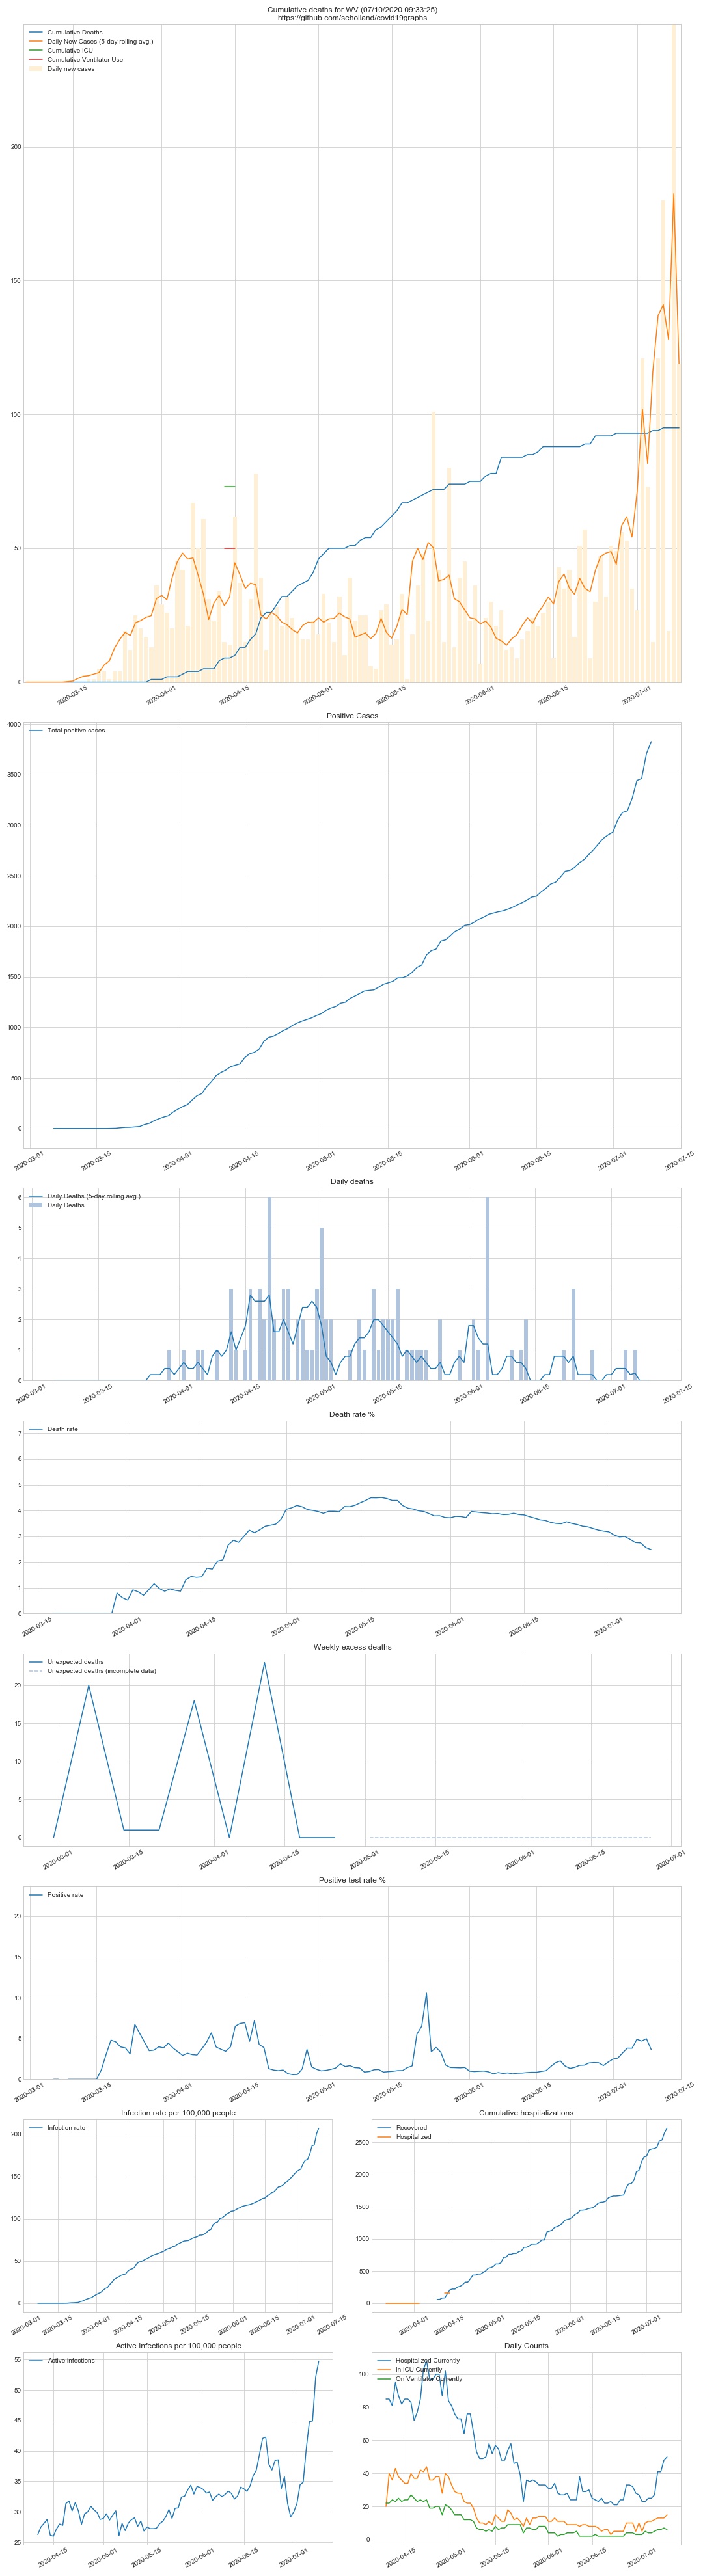 Cumulative deaths for WV (07/10/2020 09:33:25)
https://github.com/seholland/covid19graphs
Cumulative Deaths
Daily New Cases (5-day rolling avg.)
Cumulative ICU
Cumulative Ventilator Use
Daily new cases
200
150
100
50
0
2020-03-15 2020-04-01 2020-04-15 2020-05-01 2020-05-15 2020-06-01 2020-06-15 2020-07-01
Positive Cases
Total positive cases
4000
3500
3000
2500
2000
1500
1000
500
0
2020-03-01 2020-03-15 2020-04-01 2020-04-15 2020-05-01 2020-05-15 2020-06-01 2020-06-15 2020-07-01 2020-07-15
Daily deaths
Daily Deaths (5-day rolling avg.)
Daily Deaths
6
5
4
3
2
1
0
2020-03-01 2020-03-15 2020-04-01 2020-04-15 2020-05-01 2020-05-15 2020-06-01 2020-06-15 2020-07-01 2020-07-15
Death rate %
Death rate
7
6
5
4
3
2
1
0
2020-03-15 2020-04-01 2020-04-15 2020-05-01 2020-05-15 2020-06-01 2020-06-15 2020-07-01
Weekly excess deaths
Unexpected deaths
Unexpected deaths (incomplete data)
20
15
10
5
0
2020-03-01 2020-03-15 2020-04-01 2020-04-15 2020-05-01 2020-05-15 2020-06-01 2020-06-15 2020-07-01
Positive test rate %
Positive rate
20
15
10
5
0
2020-03-01 2020-03-15 2020-04-01 2020-04-15 2020-05-01 2020-05-15 2020-06-01 2020-06-15 2020-07-01 2020-07-15
Infection rate per 100,000 people
Infection rate
200
150
100
50
0
2020-03-01 2020-03-15 2020-04-01 2020-04-15 2020-05-01 2020-05-15 2020-06-01 2020-06-15 2020-07-01 2020-07-15
Cumulative hospitalizations
Recovered
Hospitalized
2500
2000
1500
1000
500
0
2020-04-01 2020-04-15 2020-05-01 2020-05-15 2020-06-01 2020-06-15 2020-07-01
Active Infections per 100,000 people
Active infections
55
50
45
40
35
30
25
2020-04-15 2020-05-01 2020-05-15 2020-06-01 2020-06-15 2020-07-01
Daily Counts
Hospitalized Currently
In ICU Currently
On Ventilator Currently
100
80
60
40
20
0
2020-04-15 2020-05-01 2020-05-15 2020-06-01 2020-06-15 2020-07-01